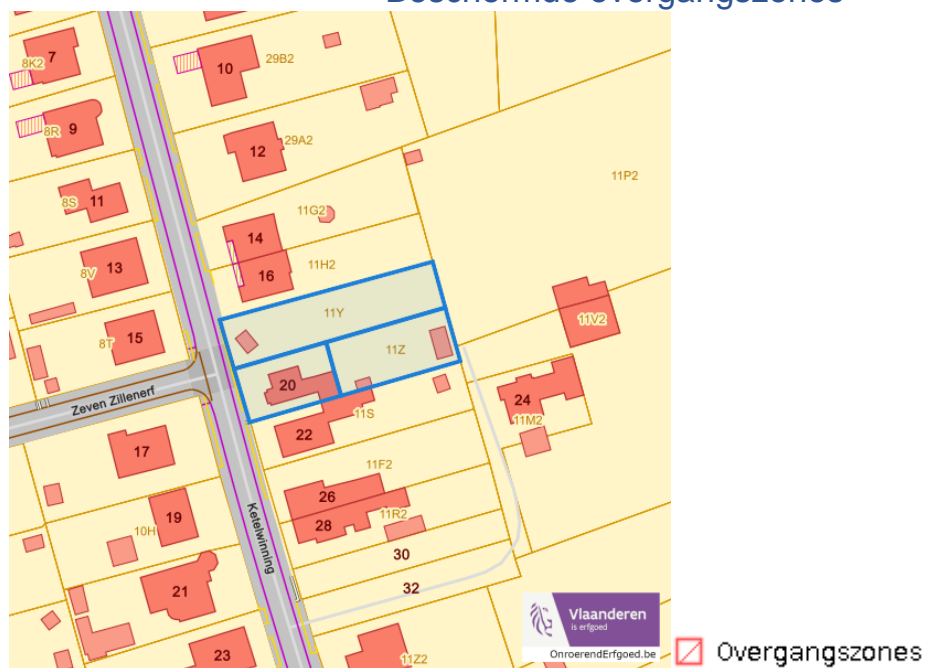 Beschermde overgangszones
7
8K2
10
29B2
9
8R
12
29A2
11P2
11
8S
11G2
14
13
8V
16
11H2
11Y
11V2
15
8T
11Z
20
24
Zeven Zillenerf
11S
11M2
22
17
11F2
26
19
10H
28
11R2
Ketelwinning
30
32
21
23
11Z2
Vlaanderen
is erfgoed
OnroerendErfgoed.be
Overgangszones